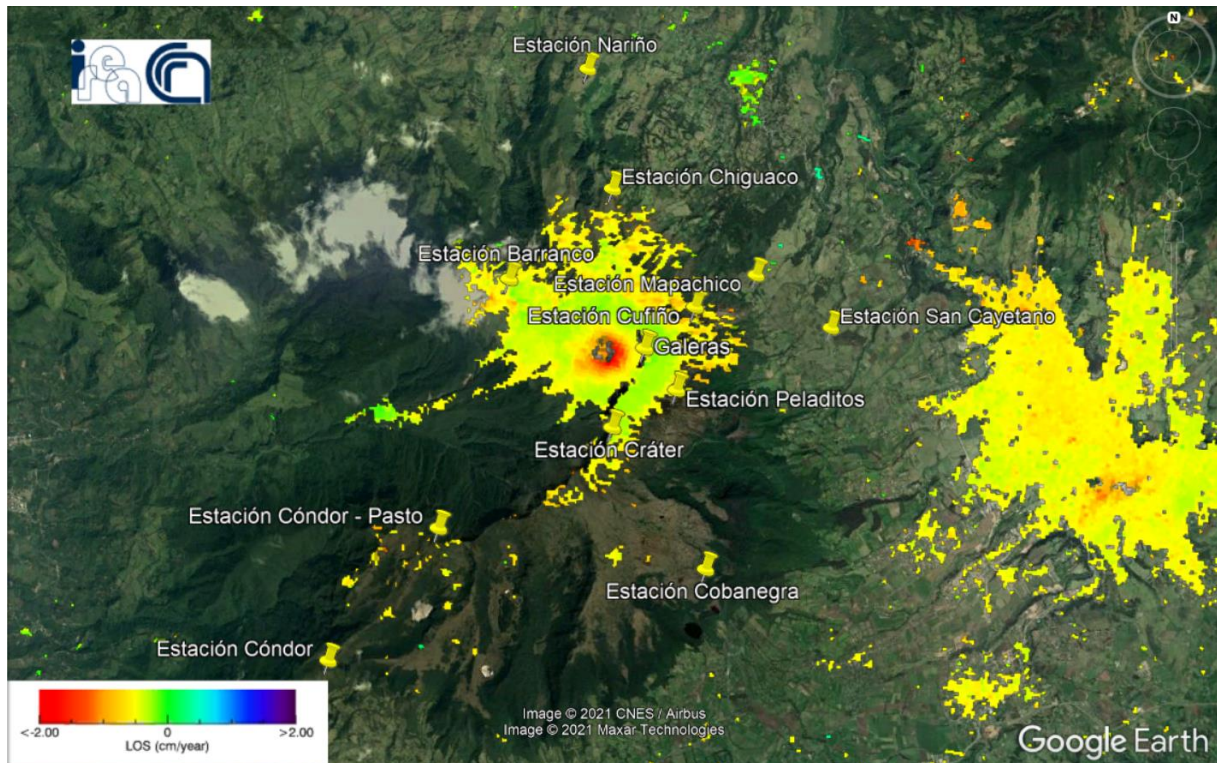 irea CNR
N
Estación Nariño
Estación Chiguaco
Estación Barranco
Estación Mapachico
Estación Cufiño
Estación San Cayetano
Galeras
Estación Peladitos
Estación Cráter
Estación Cóndor - Pasto
Estación Cobanegra
Estación Cóndor
<-2.00 0 >2.00
LOS (cm/year)
Image © 2021 CNES / Airbus
Image © 2021 Maxar Technologies
Google Earth